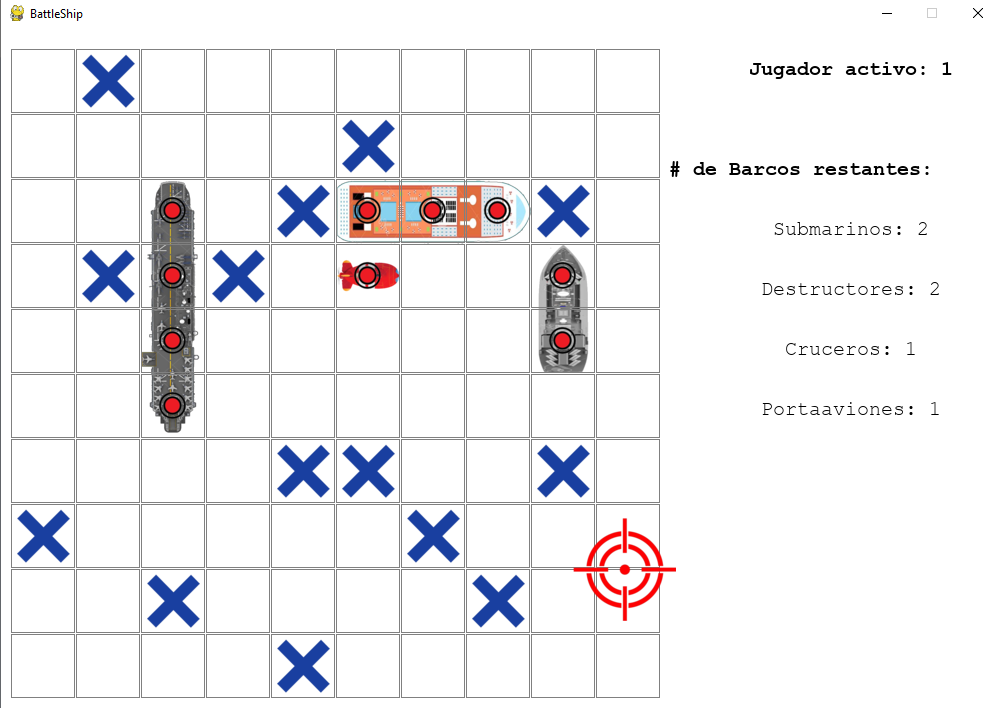 BattleShip
Jugador activo: 1
# de Barcos restantes:
Submarinos: 2
Destructores: 2
Cruceros: 1
Portaaviones: 1